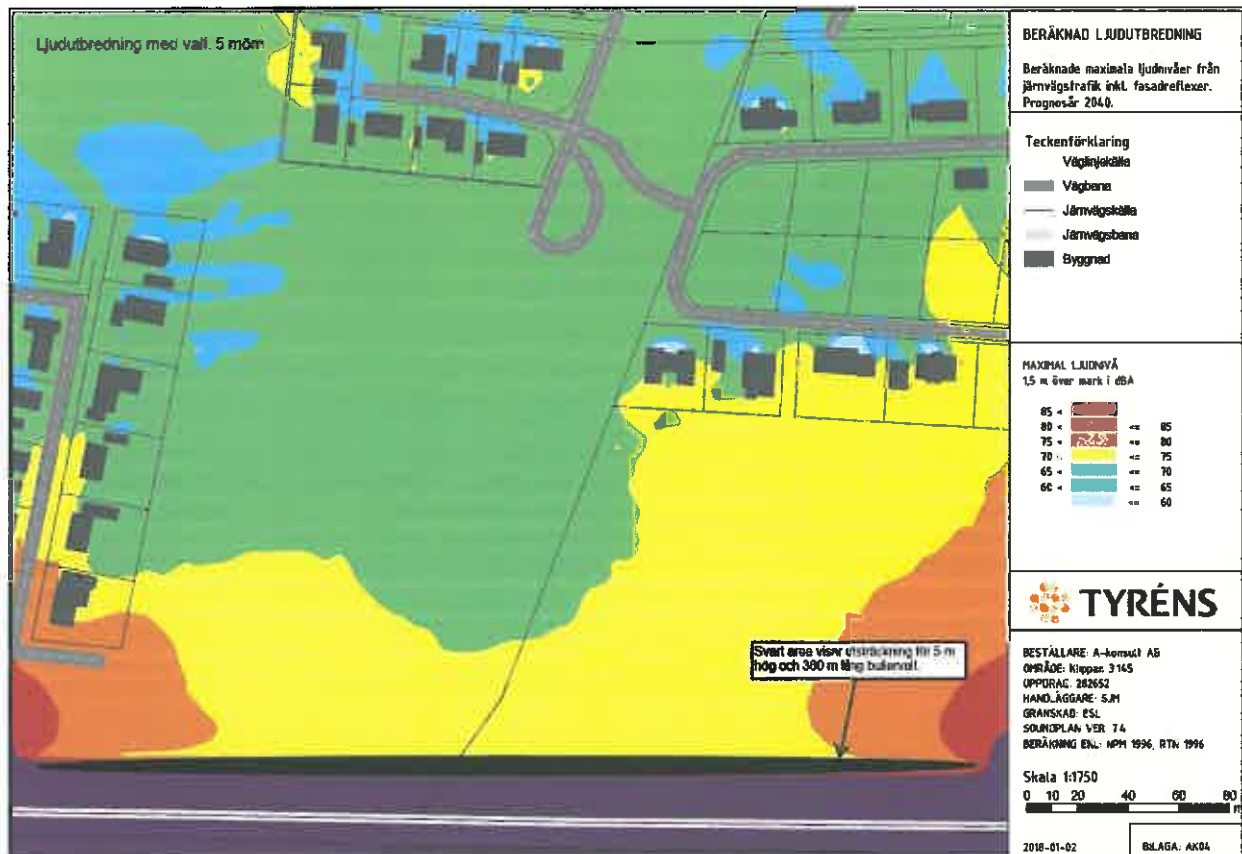 Ljudutbredning med vall. 5 möm
Svart area visar utsträckning för 5 m
hög och 380 m lång bullervall.
BERÄKNAD LJUDUTBREDNING
Beräknade maximala ljudnivåer från
järnvägstrafik inkl. fasadreflexer.
Prognosår 2040.
Teckenförklaring
Väglinjekälla
Vägbana
Järnvägskälla
Järnvägsbana
Byggnad
MAXIMAL LJUDNIVÅ
1,5 m över mark i dBA
85 <
80 < <= 85
75 < <= 80
70 < <= 75
65 < <= 70
60 < <= 65
<= 60
TYRÉNS
BESTÄLLARE: A-konsult AB
OMRÅDE: Klippan 3145
UPPDRAG: 282652
HANDLÄGGARE: SJM
GRANSKAD: ESL
SOUNDPLAN VER 7.4
BERÄKNING ENL: NPM 1996, RTN 1996
Skala 1:1750
0 10 20 40 60 80
m
2018-01-02
BILAGA: AK04